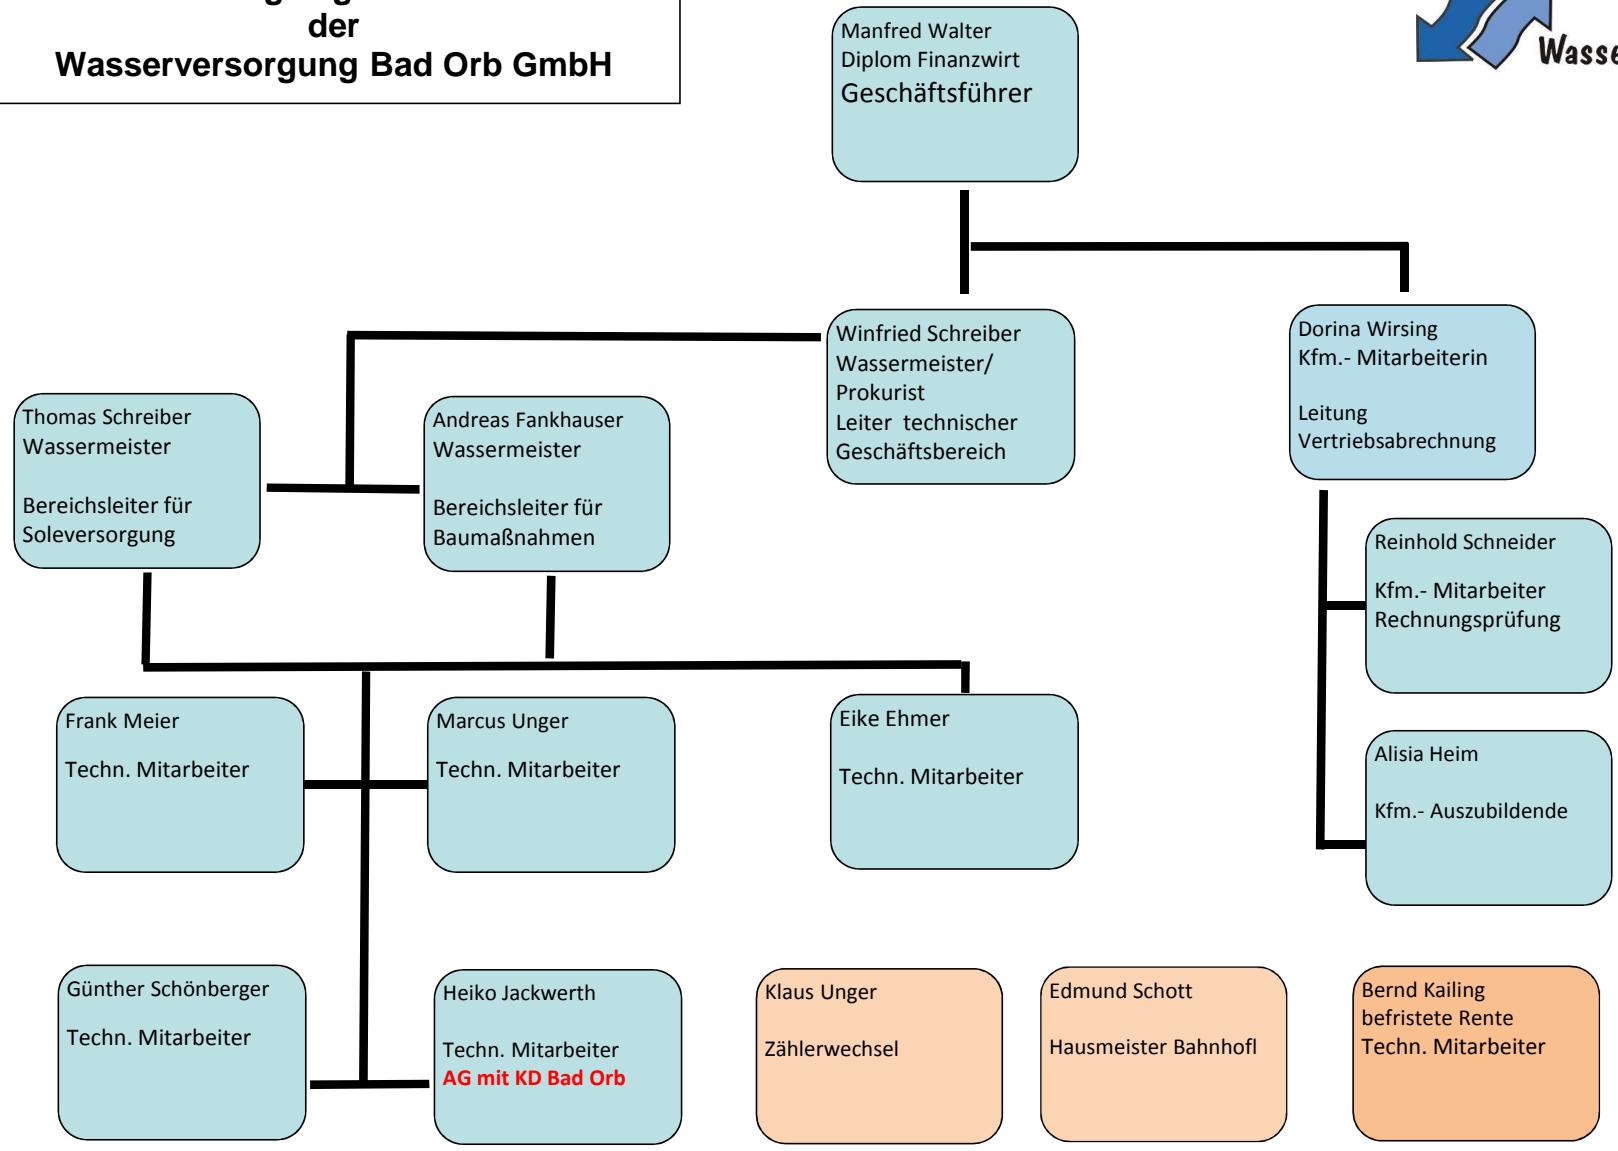 der
Wasserversorgung Bad Orb GmbH
Manfred Walter
Diplom Finanzwirt
Geschäftsführer
Winfried Schreiber
Wassermeister/
Prokurist
Leiter technischer
Geschäftsbereich
Dorina Wirsing
Kfm.- Mitarbeiterin
Leitung
Vertriebsabrechnung
Thomas Schreiber
Wassermeister
Bereichsleiter für
Soleversorgung
Andreas Fankhauser
Wassermeister
Bereichsleiter für
Baumaßnahmen
Reinhold Schneider
Kfm.- Mitarbeiter
Rechnungsprüfung
Frank Meier
Techn. Mitarbeiter
Marcus Unger
Techn. Mitarbeiter
Eike Ehmer
Techn. Mitarbeiter
Alisia Heim
Kfm.- Auszubildende
Günther Schönberger
Techn. Mitarbeiter
Heiko Jackwerth
Techn. Mitarbeiter
AG mit KD Bad Orb
Klaus Unger
Zählerwechsel
Edmund Schott
Hausmeister Bahnhofl
Bernd Kailing
befristete Rente
Techn. Mitarbeiter